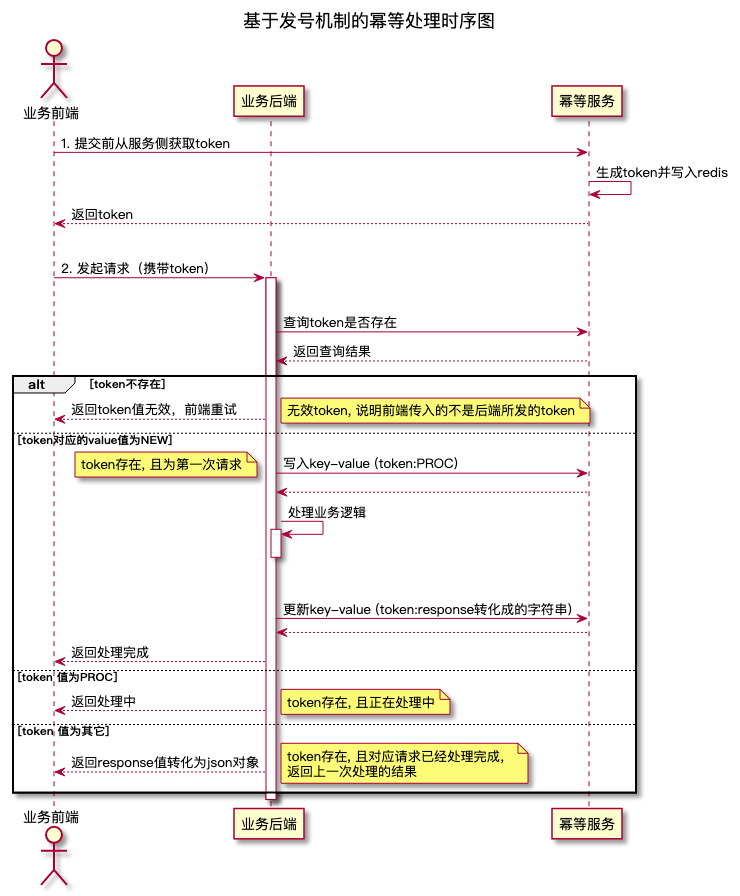 基于发号机制的幂等处理时序图
业务前端
业务后端
幂等服务
1. 提交前从服务侧获取token
生成token并写入redis
返回token
2. 发起请求（携带token）
查询token是否存在
返回查询结果
alt
[token不存在]
返回token值无效，前端重试
无效token, 说明前端传入的不是后端所发的token
[token对应的value值为NEW]
token存在, 且为第一次请求
写入key-value (token:PROC)
处理业务逻辑
更新key-value (token:response转化成的字符串)
返回处理完成
[token 值为PROC]
返回处理中
token存在, 且正在处理中
[token 值为其它]
返回response值转化为json对象
token存在, 且对应请求已经处理完成,
返回上一次处理的结果
业务前端
业务后端
幂等服务